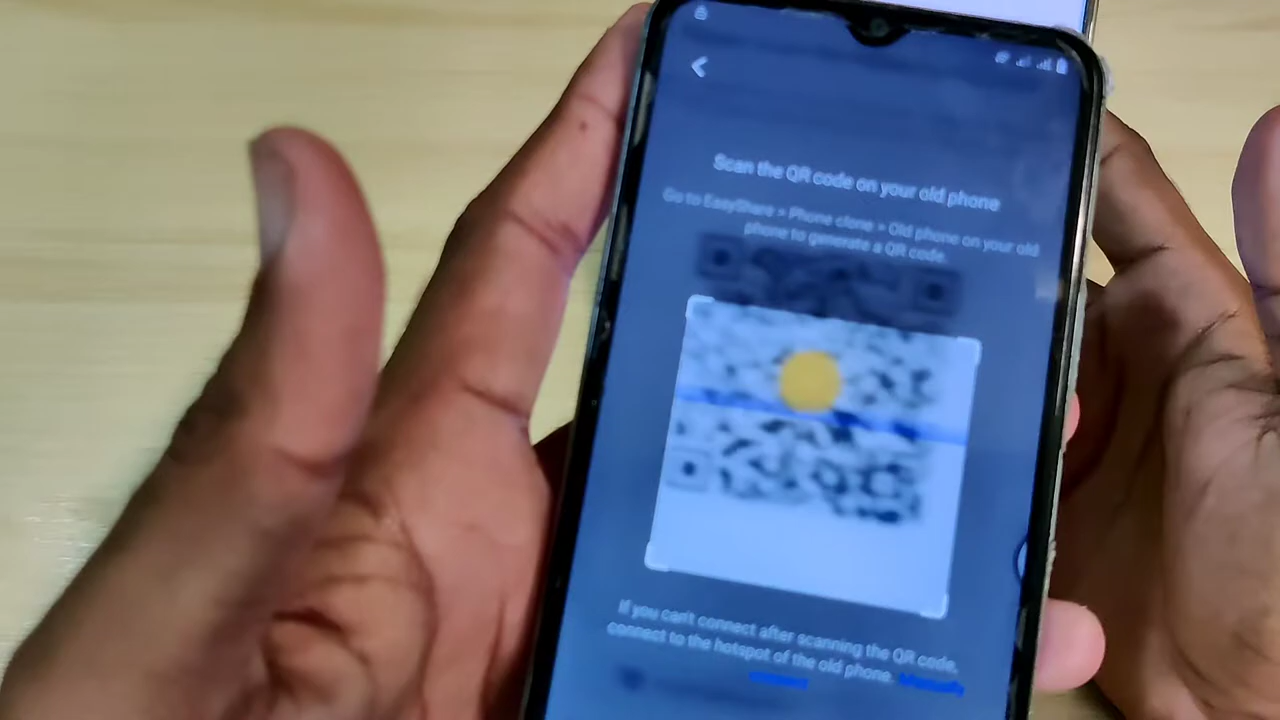 Scan the QR code on your old phone
Go to EasyShare > Phone clone > Old phone on your old
phone to generate a QR code.
If you can't connect after scanning the QR code,
connect to the hotspot of the old phone. Manually
connect